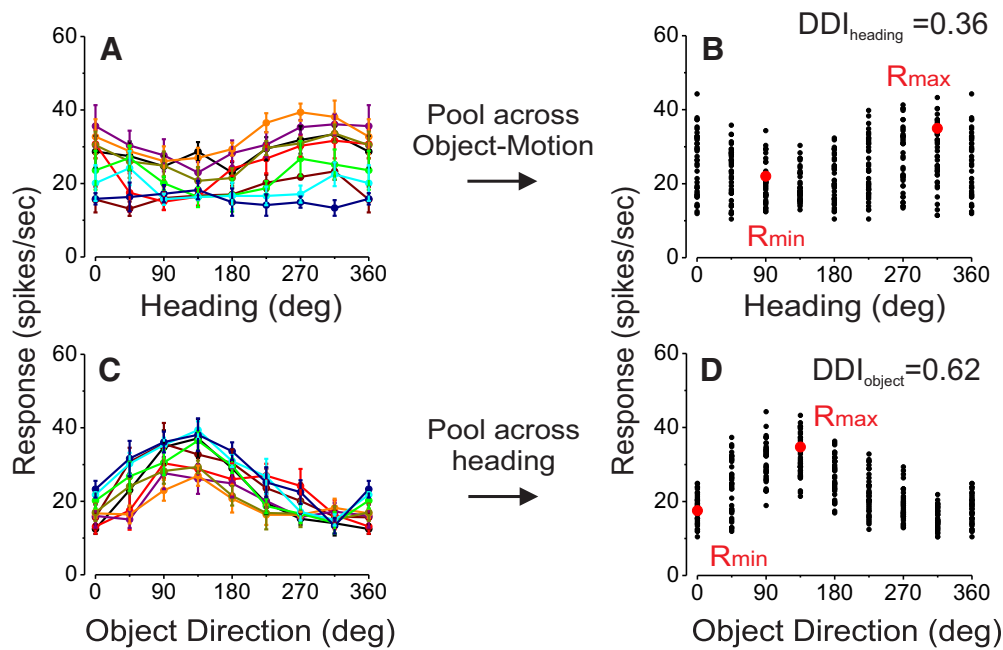 A
Response (spikes/sec)
60
40
20
0
0 90 180 270 360
Heading (deg)
Pool across
Object-Motion
B
DDIheading =0.36
Rmax
Rmin
Response (spikes/sec)
60
40
20
0
0 90 180 270 360
Heading (deg)
C
60
40
20
0
0 90 180 270 360
Object Direction (deg)
Pool across
heading
D
DDIobject=0.62
Rmax
Rmin
60
40
20
0
0 90 180 270 360
Object Direction (deg)